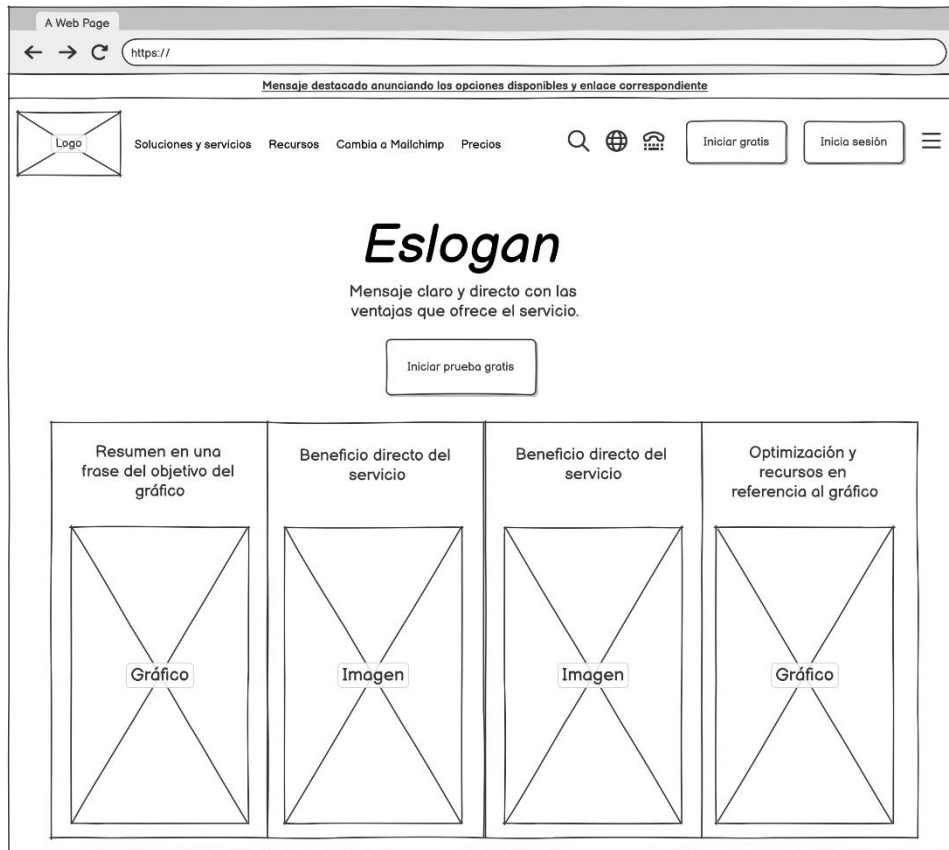 A Web Page
https://
Mensaje destacado anunciando los opciones disponibles y enlace correspondiente
Logo
Soluciones y servicios
Recursos
Cambia a Mailchimp
Precios
Iniciar gratis
Inicia sesión
Eslogan
Mensaje claro y directo con las
ventajas que ofrece el servicio.
Iniciar prueba gratis
Resumen en una
frase del objetivo del
gráfico
Beneficio directo del
servicio
Beneficio directo del
servicio
Optimización y
recursos en
referencia al gráfico
Gráfico
Imagen
Imagen
Gráfico